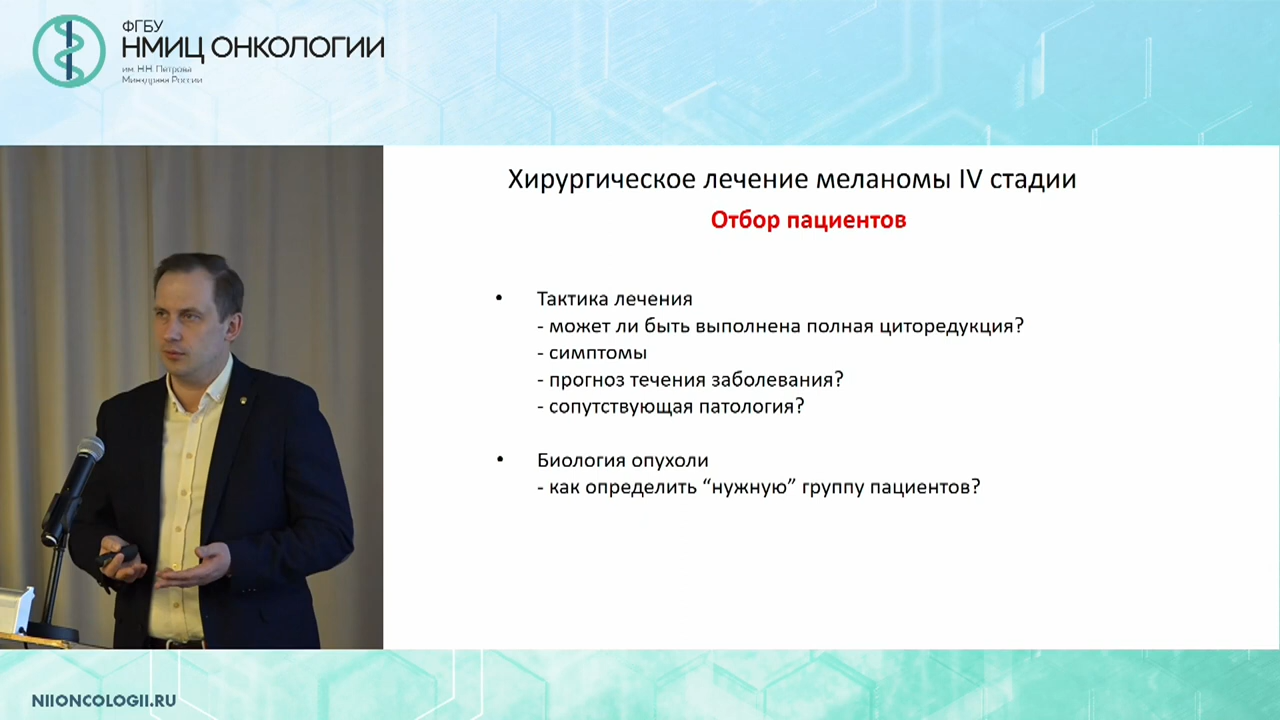 ФГБУ
НМИЦ ОНКОЛОГИИ
им. Н.Н. Петрова
Минздрава России
Хирургическое лечение меланомы IV стадии
Отбор пациентов
• Тактика лечения
- может ли быть выполнена полная циторедукция?
- симптомы
- прогноз течения заболевания?
- сопутствующая патология?
• Биология опухоли
- как определить “нужную” группу пациентов?
NIIONCOLOGII.RU